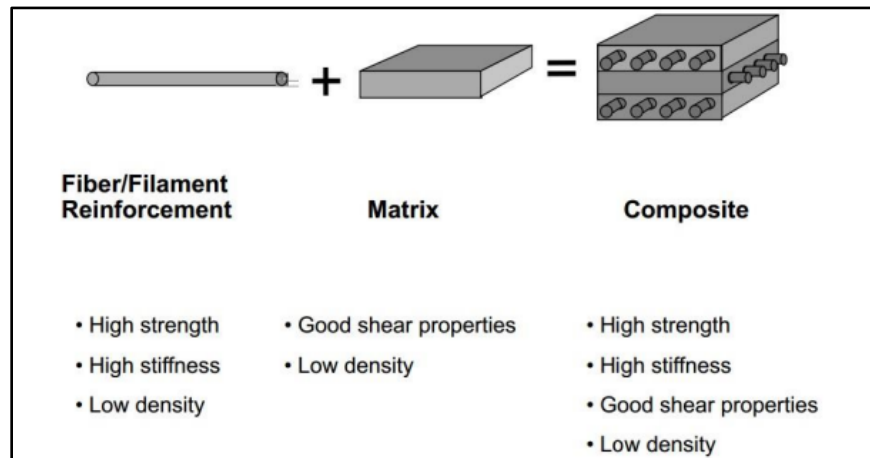 +
=
Fiber/Filament
Reinforcement
Matrix
Composite
• High strength
• High stiffness
• Low density
• Good shear properties
• Low density
• High strength
• High stiffness
• Good shear properties
• Low density